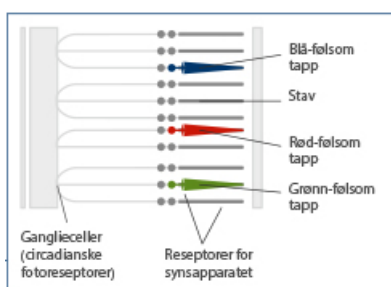 Blå-følsom
tapp
Stav
Rød-følsom
tapp
Grønn-følsom
tapp
Ganglieceller
(circadianske
fotoreseptorer)
Reseptorer for
synsapparatet